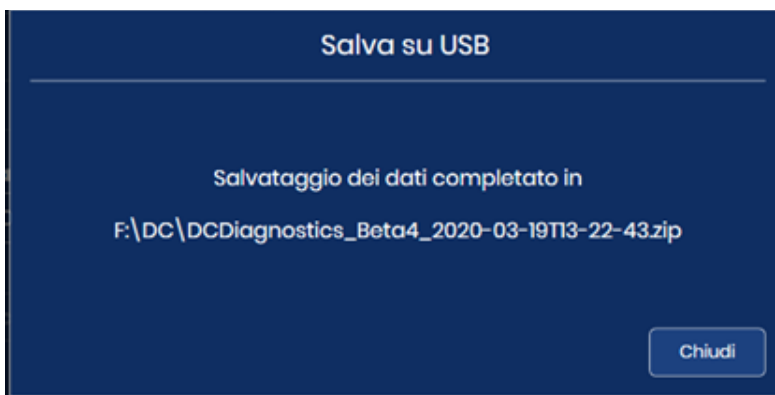 Salva su USB
Salvataggio dei dati completato in
F:\DC\DCDiagnostics_Beta4_2020-03-19T13-22-43.zip
Chiudi